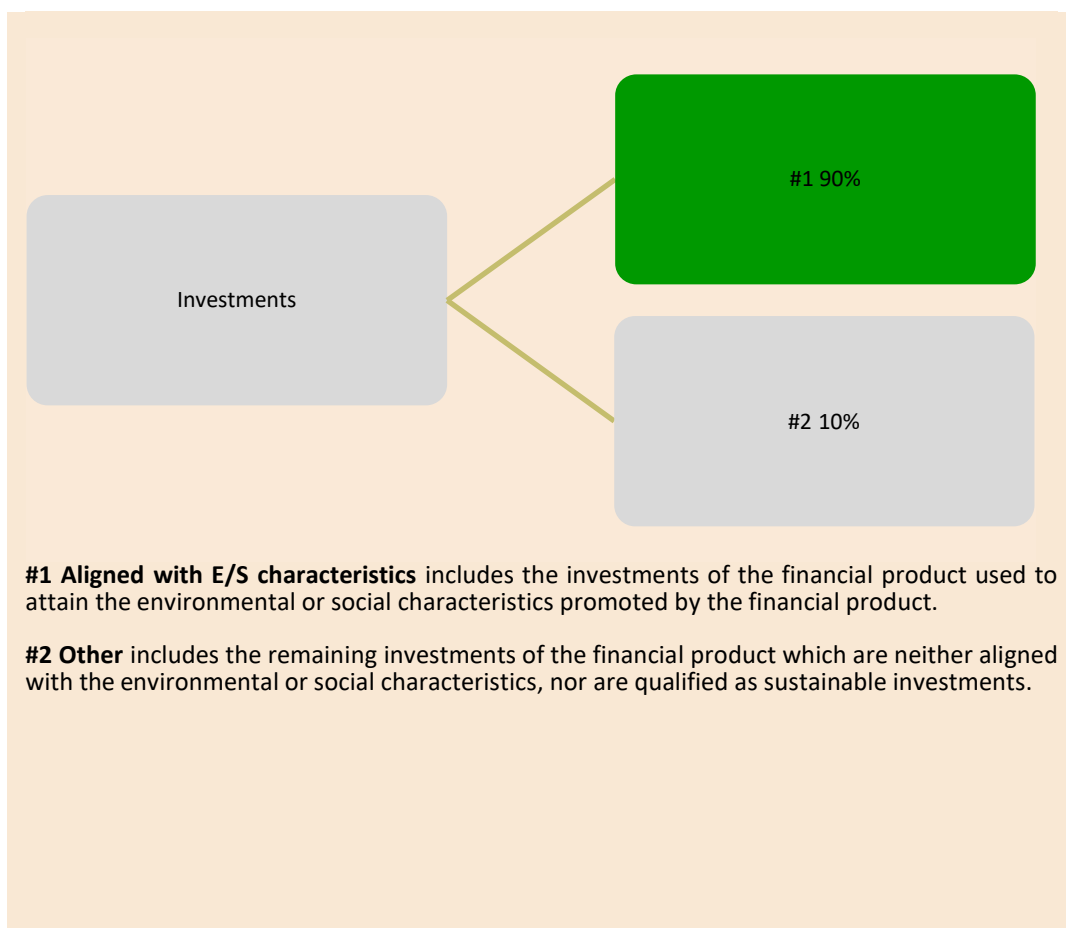 #1 90%
Investments
#2 10%
#1 Aligned with E/S characteristics includes the investments of the financial product used to
attain the environmental or social characteristics promoted by the financial product.
#2 Other includes the remaining investments of the financial product which are neither aligned
with the environmental or social characteristics, nor are qualified as sustainable investments.